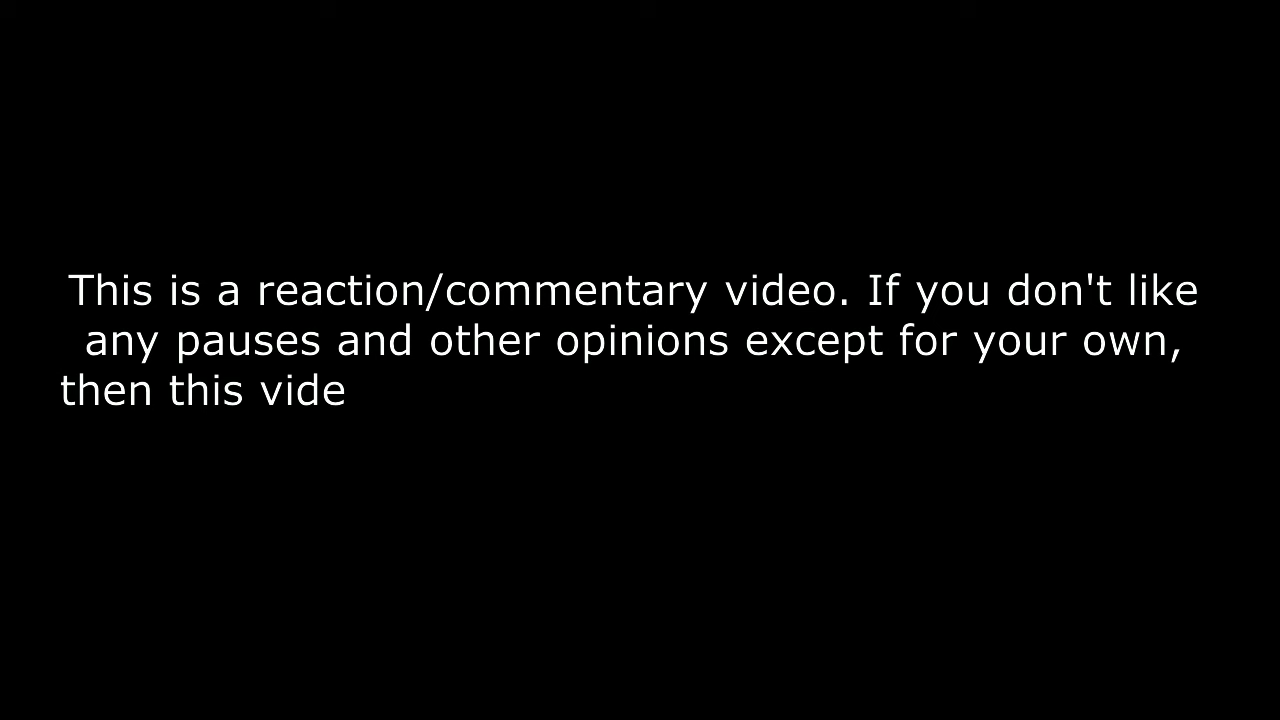 This is a reaction/commentary video. If you don't like
any pauses and other opinions except for your own,
then this vide